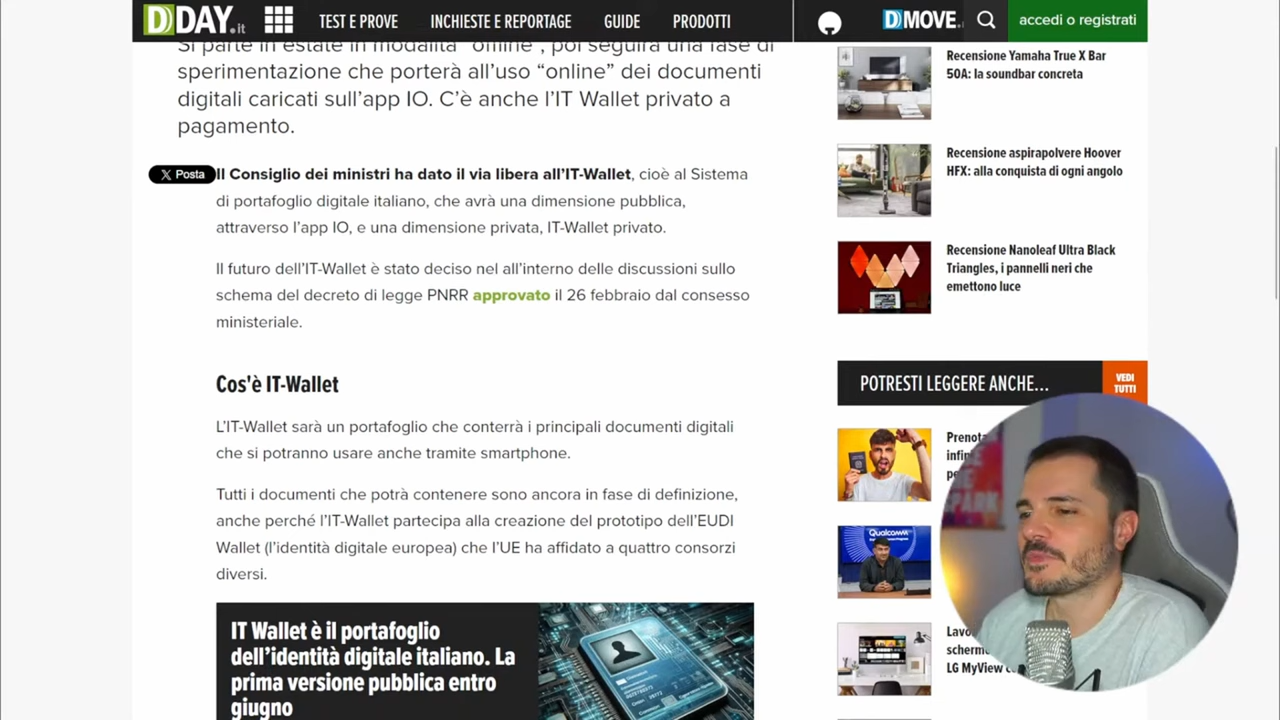 DDAY.it
TEST E PROVE
INCHIESTE E REPORTAGE
GUIDE
PRODOTTI
DMOVE.
accedi o registrati
Si parte in estate in modalità "offline", poi seguirà una fase di
sperimentazione che porterà all'uso “online” dei documenti
digitali caricati sull'app IO. C'è anche l'IT Wallet privato a
pagamento.
X Posta
Il Consiglio dei ministri ha dato il via libera all'IT-Wallet, cioè al Sistema
di portafoglio digitale italiano, che avrà una dimensione pubblica,
attraverso l'app IO, e una dimensione privata, IT-Wallet privato.
Il futuro dell'IT-Wallet è stato deciso nel all'interno delle discussioni sullo
schema del decreto di legge PNRR approvato il 26 febbraio dal consesso
ministeriale.
Cos'è IT-Wallet
L'IT-Wallet sarà un portafoglio che conterrà i principali documenti digitali
che si potranno usare anche tramite smartphone.
Tutti i documenti che potrà contenere sono ancora in fase di definizione,
anche perché l'IT-Wallet partecipa alla creazione del prototipo dell'EUDI
Wallet (l'identità digitale europea) che l'UE ha affidato a quattro consorzi
diversi.
IT Wallet è il portafoglio
dell'identità digitale italiano. La
prima versione pubblica entro
giugno
Recensione Yamaha True X Bar
50A: la soundbar concreta
Recensione aspirapolvere Hoover
HFX: alla conquista di ogni angolo
Recensione Nanoleaf Ultra Black
Triangles, i pannelli neri che
emettono luce
POTRESTI LEGGERE ANCHE...
VEDI
TUTTI
Qualcomm
LG MyView